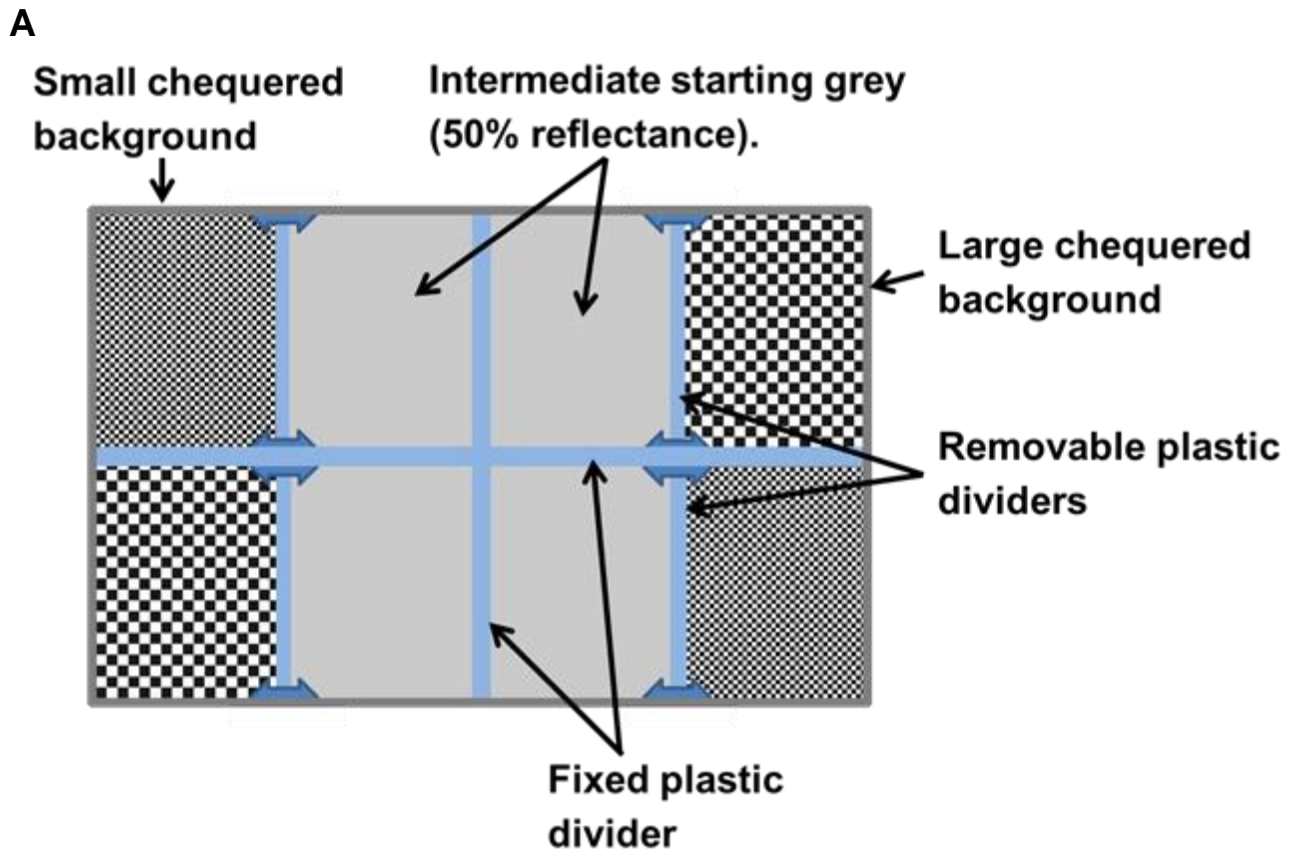 A
Small chequered
background
Intermediate starting grey
(50% reflectance).
Large chequered
background
Removable plastic
dividers
Fixed plastic
divider